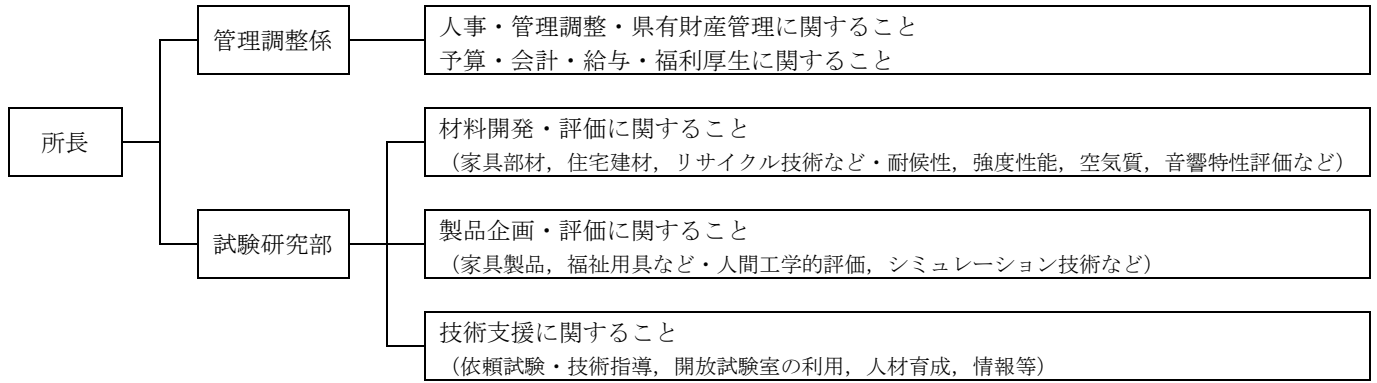 所長
管理調整係
人事・管理調整・県有財産管理に関すること
予算・会計・給与・福利厚生に関すること
試験研究部
材料開発・評価に関すること
（家具部材，住宅建材，リサイクル技術など・耐候性，強度性能，空気質，音響特性評価など）
製品企画・評価に関すること
（家具製品，福祉用具など・人間工学的評価，シミュレーション技術など）
技術支援に関すること
（依頼試験・技術指導，開放試験室の利用，人材育成，情報等）